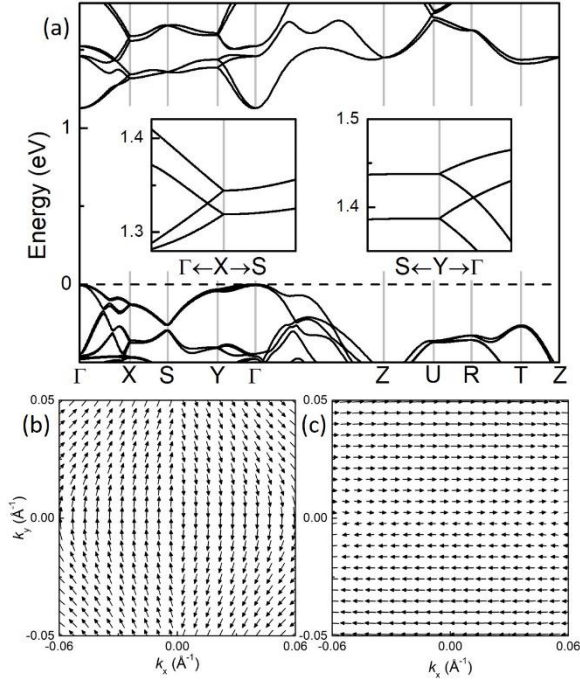 (a)
Energy (eV)
1
0
1.4
1.3
Γ←X→S
1.5
1.4
S←Y→Γ
Γ X S Y Γ Z U R T Z
(b)
(c)
0.05
0.00
-0.05
k_y (Å⁻¹)
-0.06 0.00 0.06
k_x (Å⁻¹)
0.05
0.00
-0.05
-0.06 0.00 0.06
k_x (Å⁻¹)